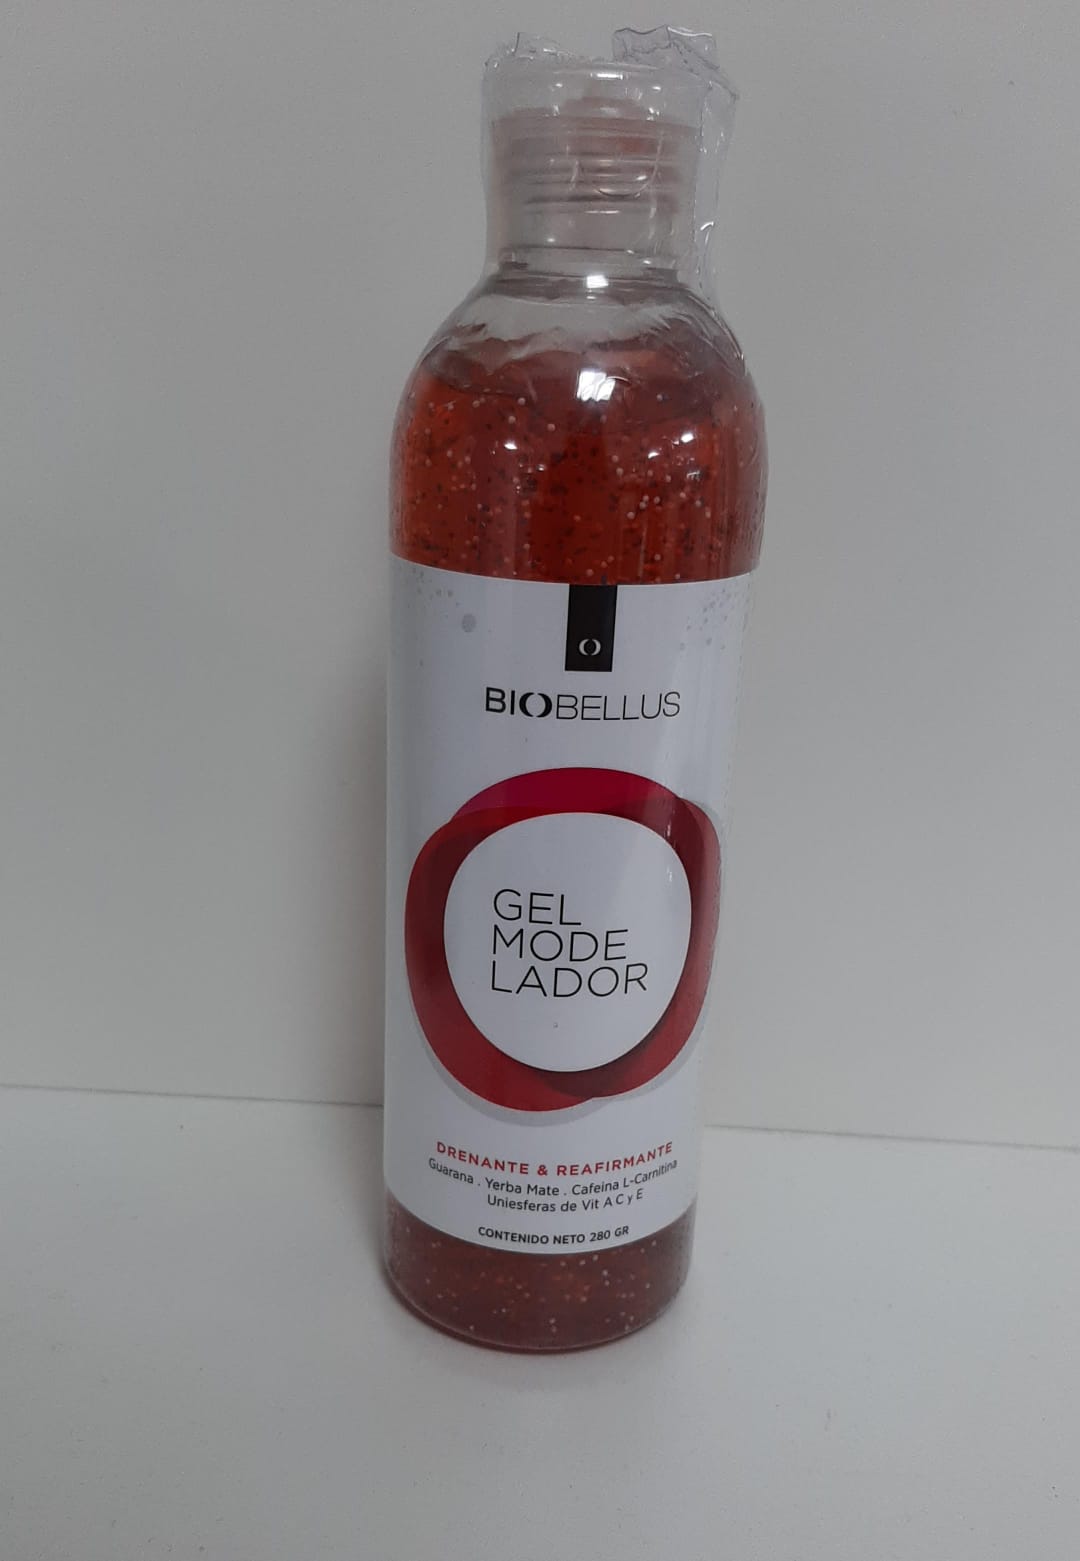 BIOBELLUS
GEL
MODE
LADOR
DRENANTE & REAFIRMANTE
Guarana . Yerba Mate . Cafeina L-Carnitina
Uniesferas de Vit A C y E
CONTENIDO NETO 280 GR